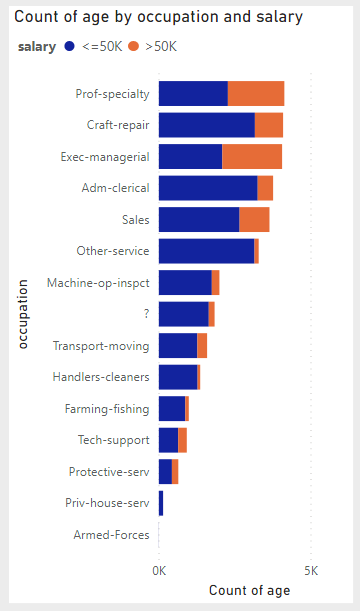 Count of age by occupation and salary
salary <=50K >50K
Prof-specialty
Craft-repair
Exec-managerial
Adm-clerical
Sales
Other-service
Machine-op-inspct
?
Transport-moving
Handlers-cleaners
Farming-fishing
Tech-support
Protective-serv
Priv-house-serv
Armed-Forces
occupation
0K 5K
Count of age